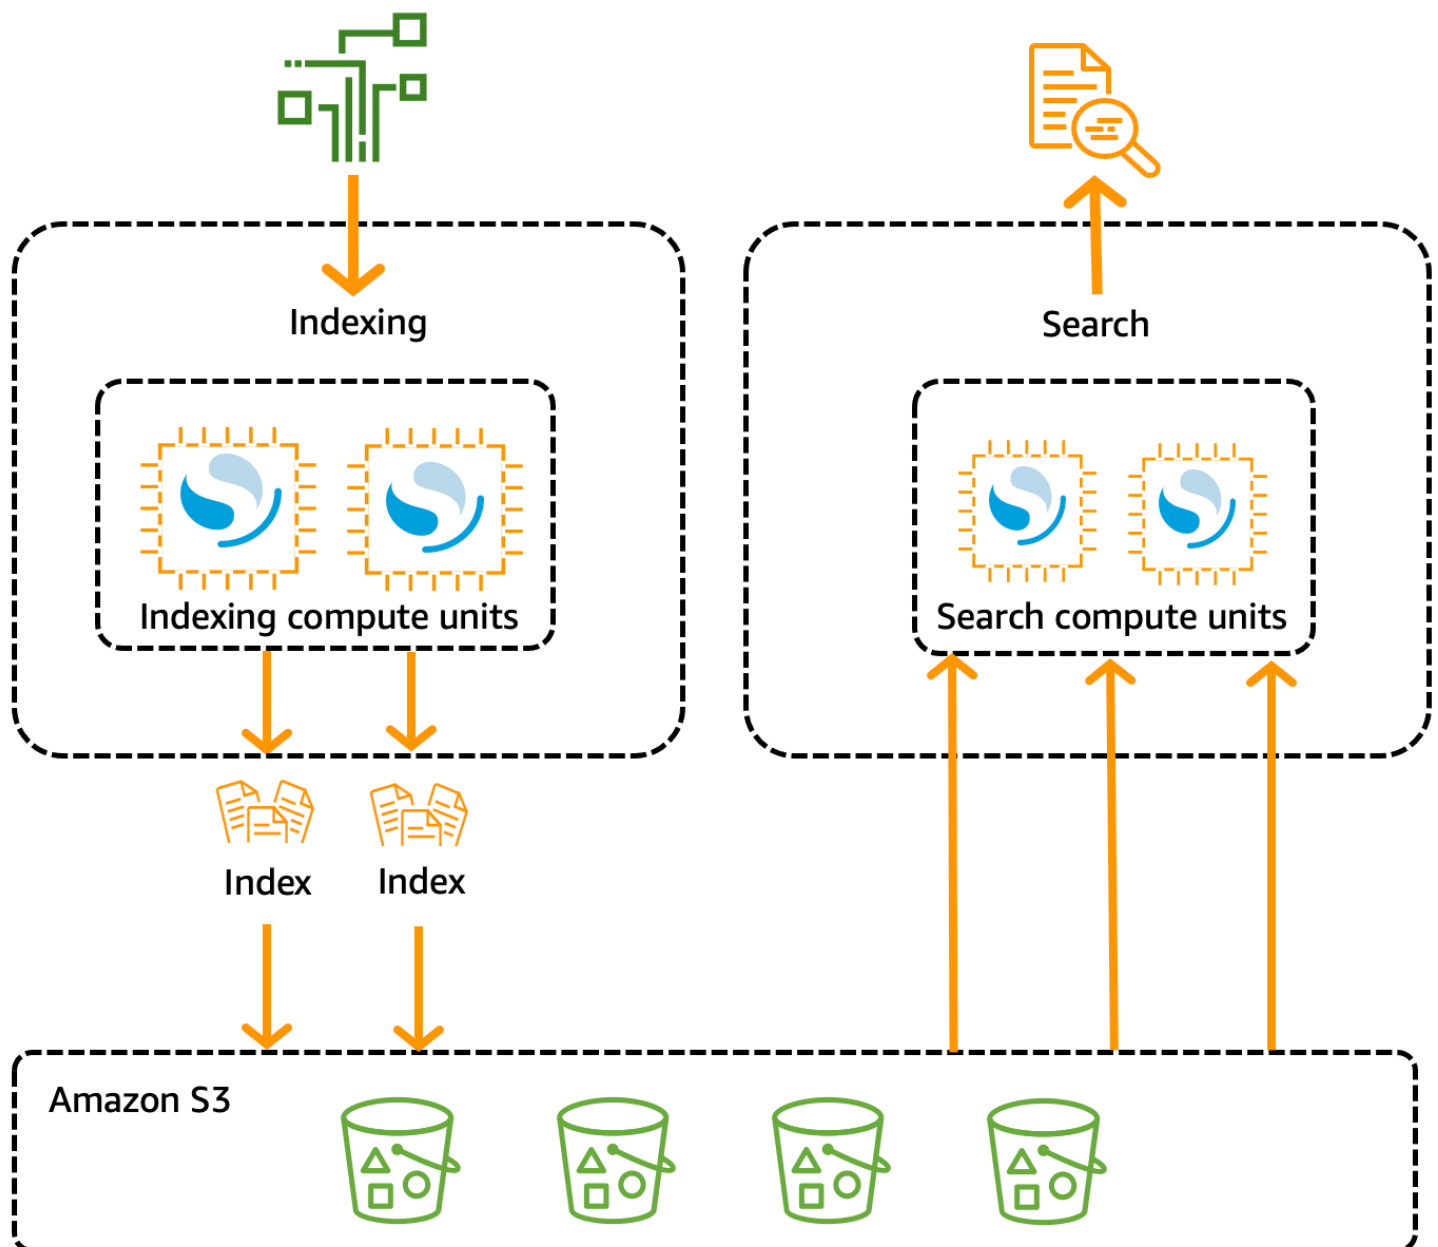 Indexing
Search
Indexing compute units
Search compute units
Index
Index
Amazon S3